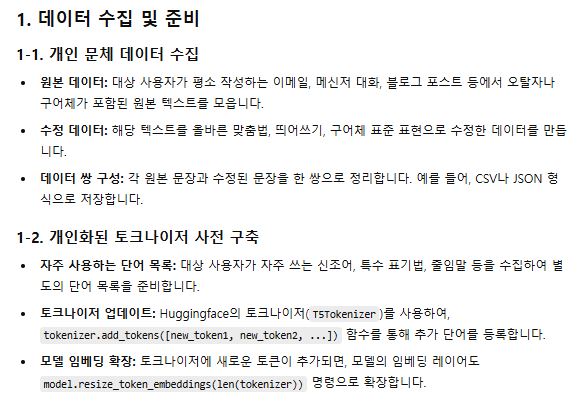 1. 데이터 수집 및 준비
1-1. 개인 문체 데이터 수집
• 원본 데이터: 대상 사용자가 평소 작성하는 이메일, 메신저 대화, 블로그 포스트 등에서 오탈자나
구어체가 포함된 원본 텍스트를 모읍니다.
• 수정 데이터: 해당 텍스트를 올바른 맞춤법, 띄어쓰기, 구어체 표준 표현으로 수정한 데이터를 만듭
니다.
• 데이터 쌍 구성: 각 원본 문장과 수정된 문장을 한 쌍으로 정리합니다. 예를 들어, CSV나 JSON 형
식으로 저장합니다.
1-2. 개인화된 토크나이저 사전 구축
• 자주 사용하는 단어 목록: 대상 사용자가 자주 쓰는 신조어, 특수 표기법, 줄임말 등을 수집하여 별
도의 단어 목록을 준비합니다.
• 토크나이저 업데이트: Huggingface의 토크나이저( T5Tokenizer )를 사용하여,
tokenizer.add_tokens([new_token1, new_token2, ...]) 함수를 통해 추가 단어를 등록합니다.
• 모델 임베딩 확장: 토크나이저에 새로운 토큰이 추가되면, 모델의 임베딩 레이어도
model.resize_token_embeddings(len(tokenizer)) 명령으로 확장합니다.